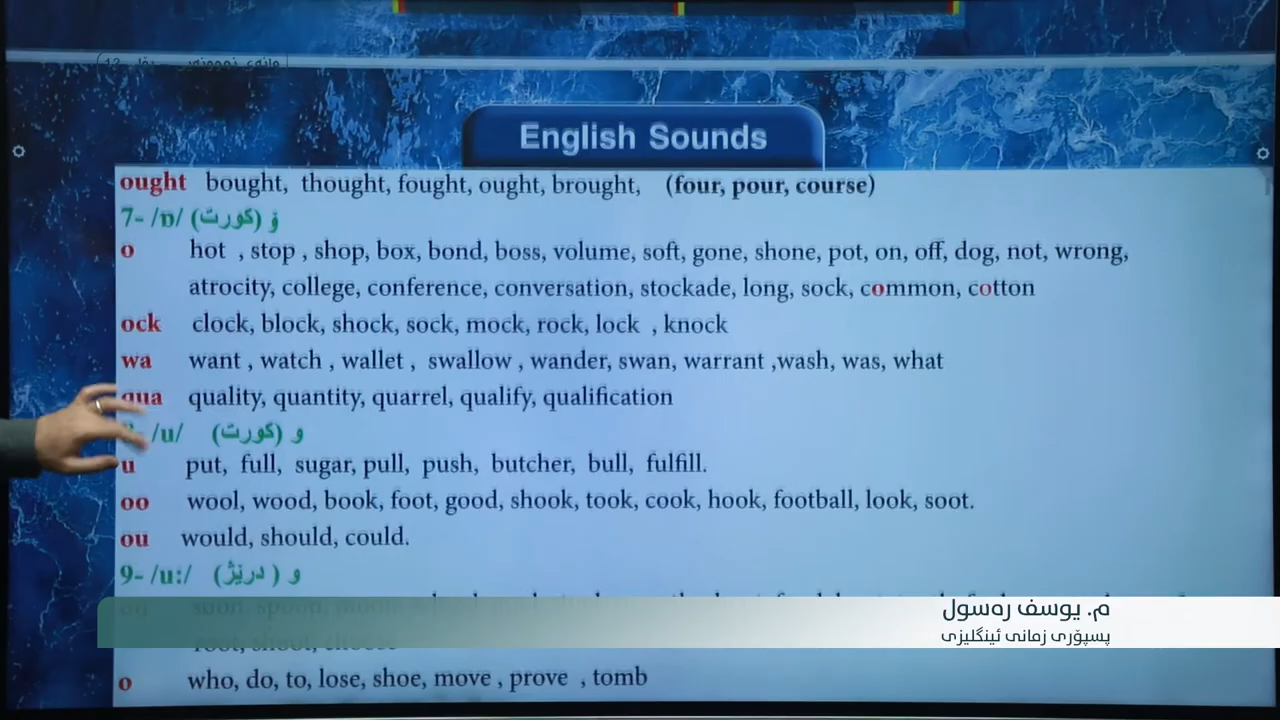 English Sounds
ought bought, thought, fought, ought, brought, (four, pour, course)
7- /ɒ/ (كورت) ۆ
o hot , stop , shop, box, bond, boss, volume, soft, gone, shone, pot, on, off, dog, not, wrong,
atrocity, college, conference, conversation, stockade, long, sock, common, cotton
ock clock, block, shock, sock, mock, rock, lock , knock
wa want , watch , wallet , swallow , wander, swan, warrant ,wash, was, what
qua quality, quantity, quarrel, qualify, qualification
/u/ (كورت) و
u put, full, sugar, pull, push, butcher, bull, fulfill.
oo wool, wood, book, foot, good, shook, took, cook, hook, football, look, soot.
ou would, should, could.
9- /u:/ (درێژ ) و
م. یوسف رەسول
پسپۆری زمانی ئینگلیزی
o who, do, to, lose, shoe, move , prove , tomb